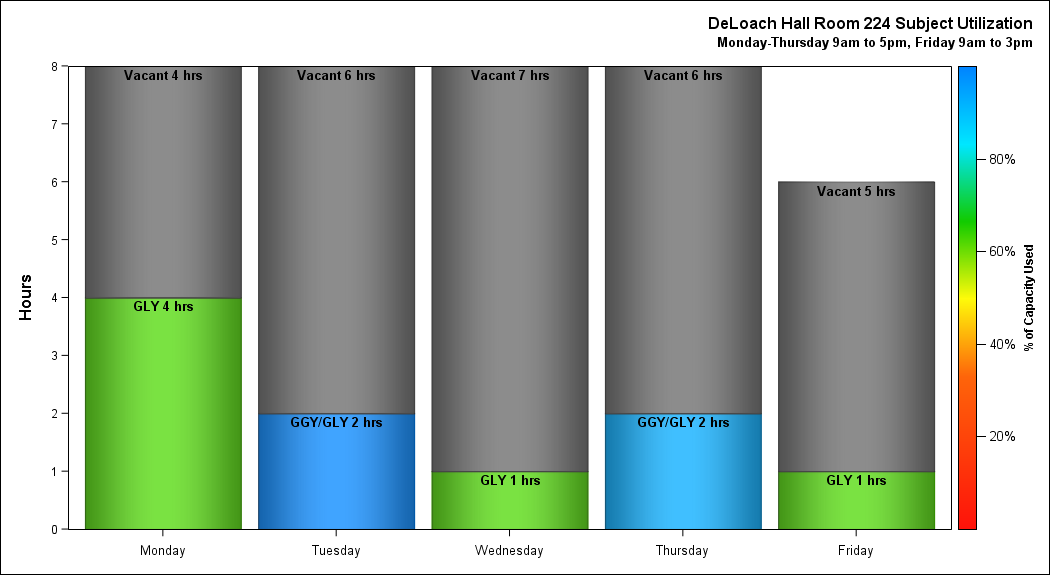 DeLoach Hall Room 224 Subject Utilization
Monday-Thursday 9am to 5pm, Friday 9am to 3pm
8
7
6
5
4
3
2
1
0
Hours
Vacant 4 hrs
GLY 4 hrs
Vacant 6 hrs
GGY/GLY 2 hrs
Vacant 7 hrs
GLY 1 hrs
Vacant 6 hrs
GGY/GLY 2 hrs
Vacant 5 hrs
GLY 1 hrs
Monday
Tuesday
Wednesday
Thursday
Friday
80%
60%
40%
20%
% of Capacity Used